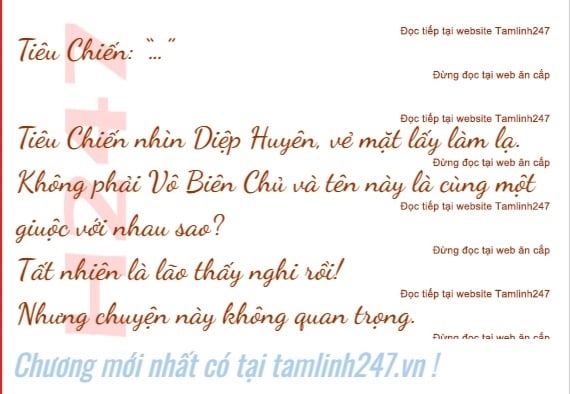 Đọc tiếp tại website Tamlinh247
Tiêu Chiến: “…”
Đừng đọc tại web ăn cắp
Đọc tiếp tại website Tamlinh247
Tiêu Chiến nhìn Diệp Huyên, vẻ mặt lấy làm lạ.
Đừng đọc tại web ăn cắp
Không phải Vô Biên Chủ và tên này là cùng một
Đọc tiếp tại website Tamlinh247
giuộc với nhau sao?
Đừng đọc tại web ăn cắp
Tất nhiên là lão thấy nghi rồi!
Đọc tiếp tại website Tamlinh247
Nhưng chuyện này không quan trọng.
Đừng đọc tại web ăn cắp
H247
Chương mới nhất có tại tamlinh247.vn !